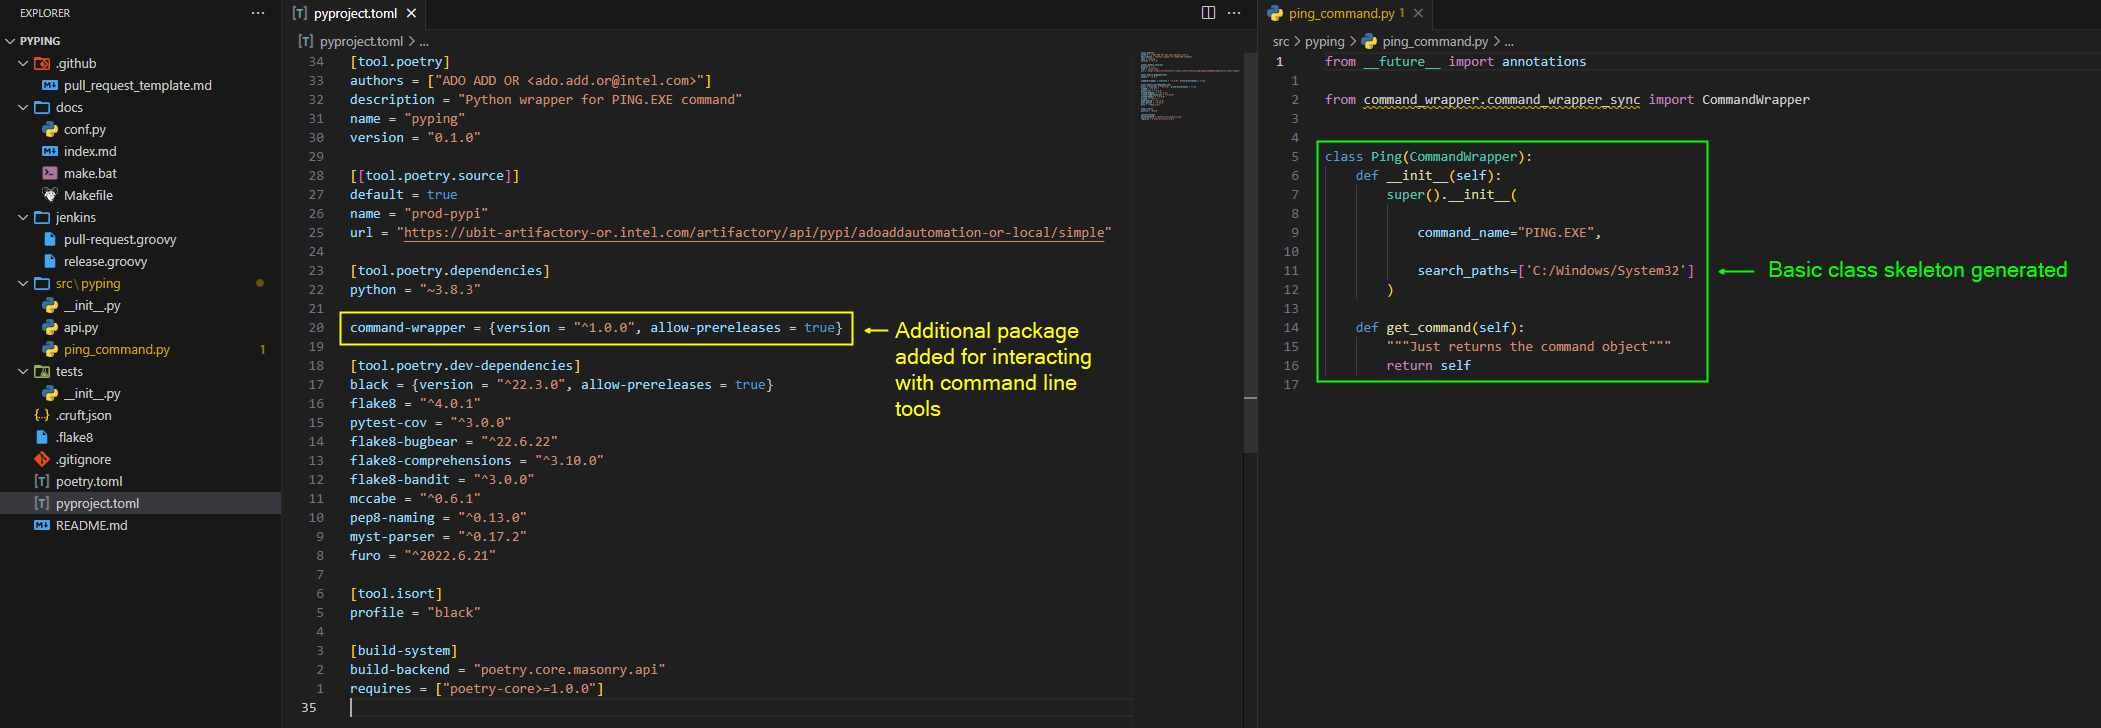 EXPLORER
PYPING
.github
pull_request_template.md
docs
conf.py
index.md
make.bat
Makefile
jenkins
pull-request.groovy
release.groovy
src\pyping
__init__.py
api.py
ping_command.py 1
tests
__init__.py
.cruft.json
.flake8
.gitignore
poetry.toml
pyproject.toml
README.md
pyproject.toml
pyproject.toml > ...
34 [tool.poetry]
33 authors = ["ADO ADD OR <ado.add.or@intel.com>"]
32 description = "Python wrapper for PING.EXE command"
31 name = "pyping"
30 version = "0.1.0"
29
28 [[tool.poetry.source]]
27 default = true
26 name = "prod-pypi"
25 url = "https://ubit-artifactory-or.intel.com/artifactory/api/pypi/adoaddautomation-or-local/simple"
24
23 [tool.poetry.dependencies]
22 python = "~3.8.3"
21
20 command-wrapper = {version = "^1.0.0", allow-prereleases = true}
19
18 [tool.poetry.dev-dependencies]
17 black = {version = "^22.3.0", allow-prereleases = true}
16 flake8 = "^4.0.1"
15 pytest-cov = "^3.0.0"
14 flake8-bugbear = "^22.6.22"
13 flake8-comprehensions = "^3.10.0"
12 flake8-bandit = "^3.0.0"
11 mccabe = "^0.6.1"
10 pep8-naming = "^0.13.0"
9 myst-parser = "^0.17.2"
8 furo = "^2022.6.21"
7
6 [tool.isort]
5 profile = "black"
4
3 [build-system]
2 build-backend = "poetry.core.masonry.api"
1 requires = ["poetry-core>=1.0.0"]
35
Additional package
added for interacting
with command line
tools
ping_command.py 1
src > pyping > ping_command.py > ...
1 from __future__ import annotations
1
2 from command_wrapper.command_wrapper_sync import CommandWrapper
3
4
5 class Ping(CommandWrapper):
6 def __init__(self):
7 super().__init__(
8
9 command_name="PING.EXE",
10
11 search_paths=['C:/Windows/System32']
12 )
13
14 def get_command(self):
15 """Just returns the command object"""
16 return self
17
Basic class skeleton generated